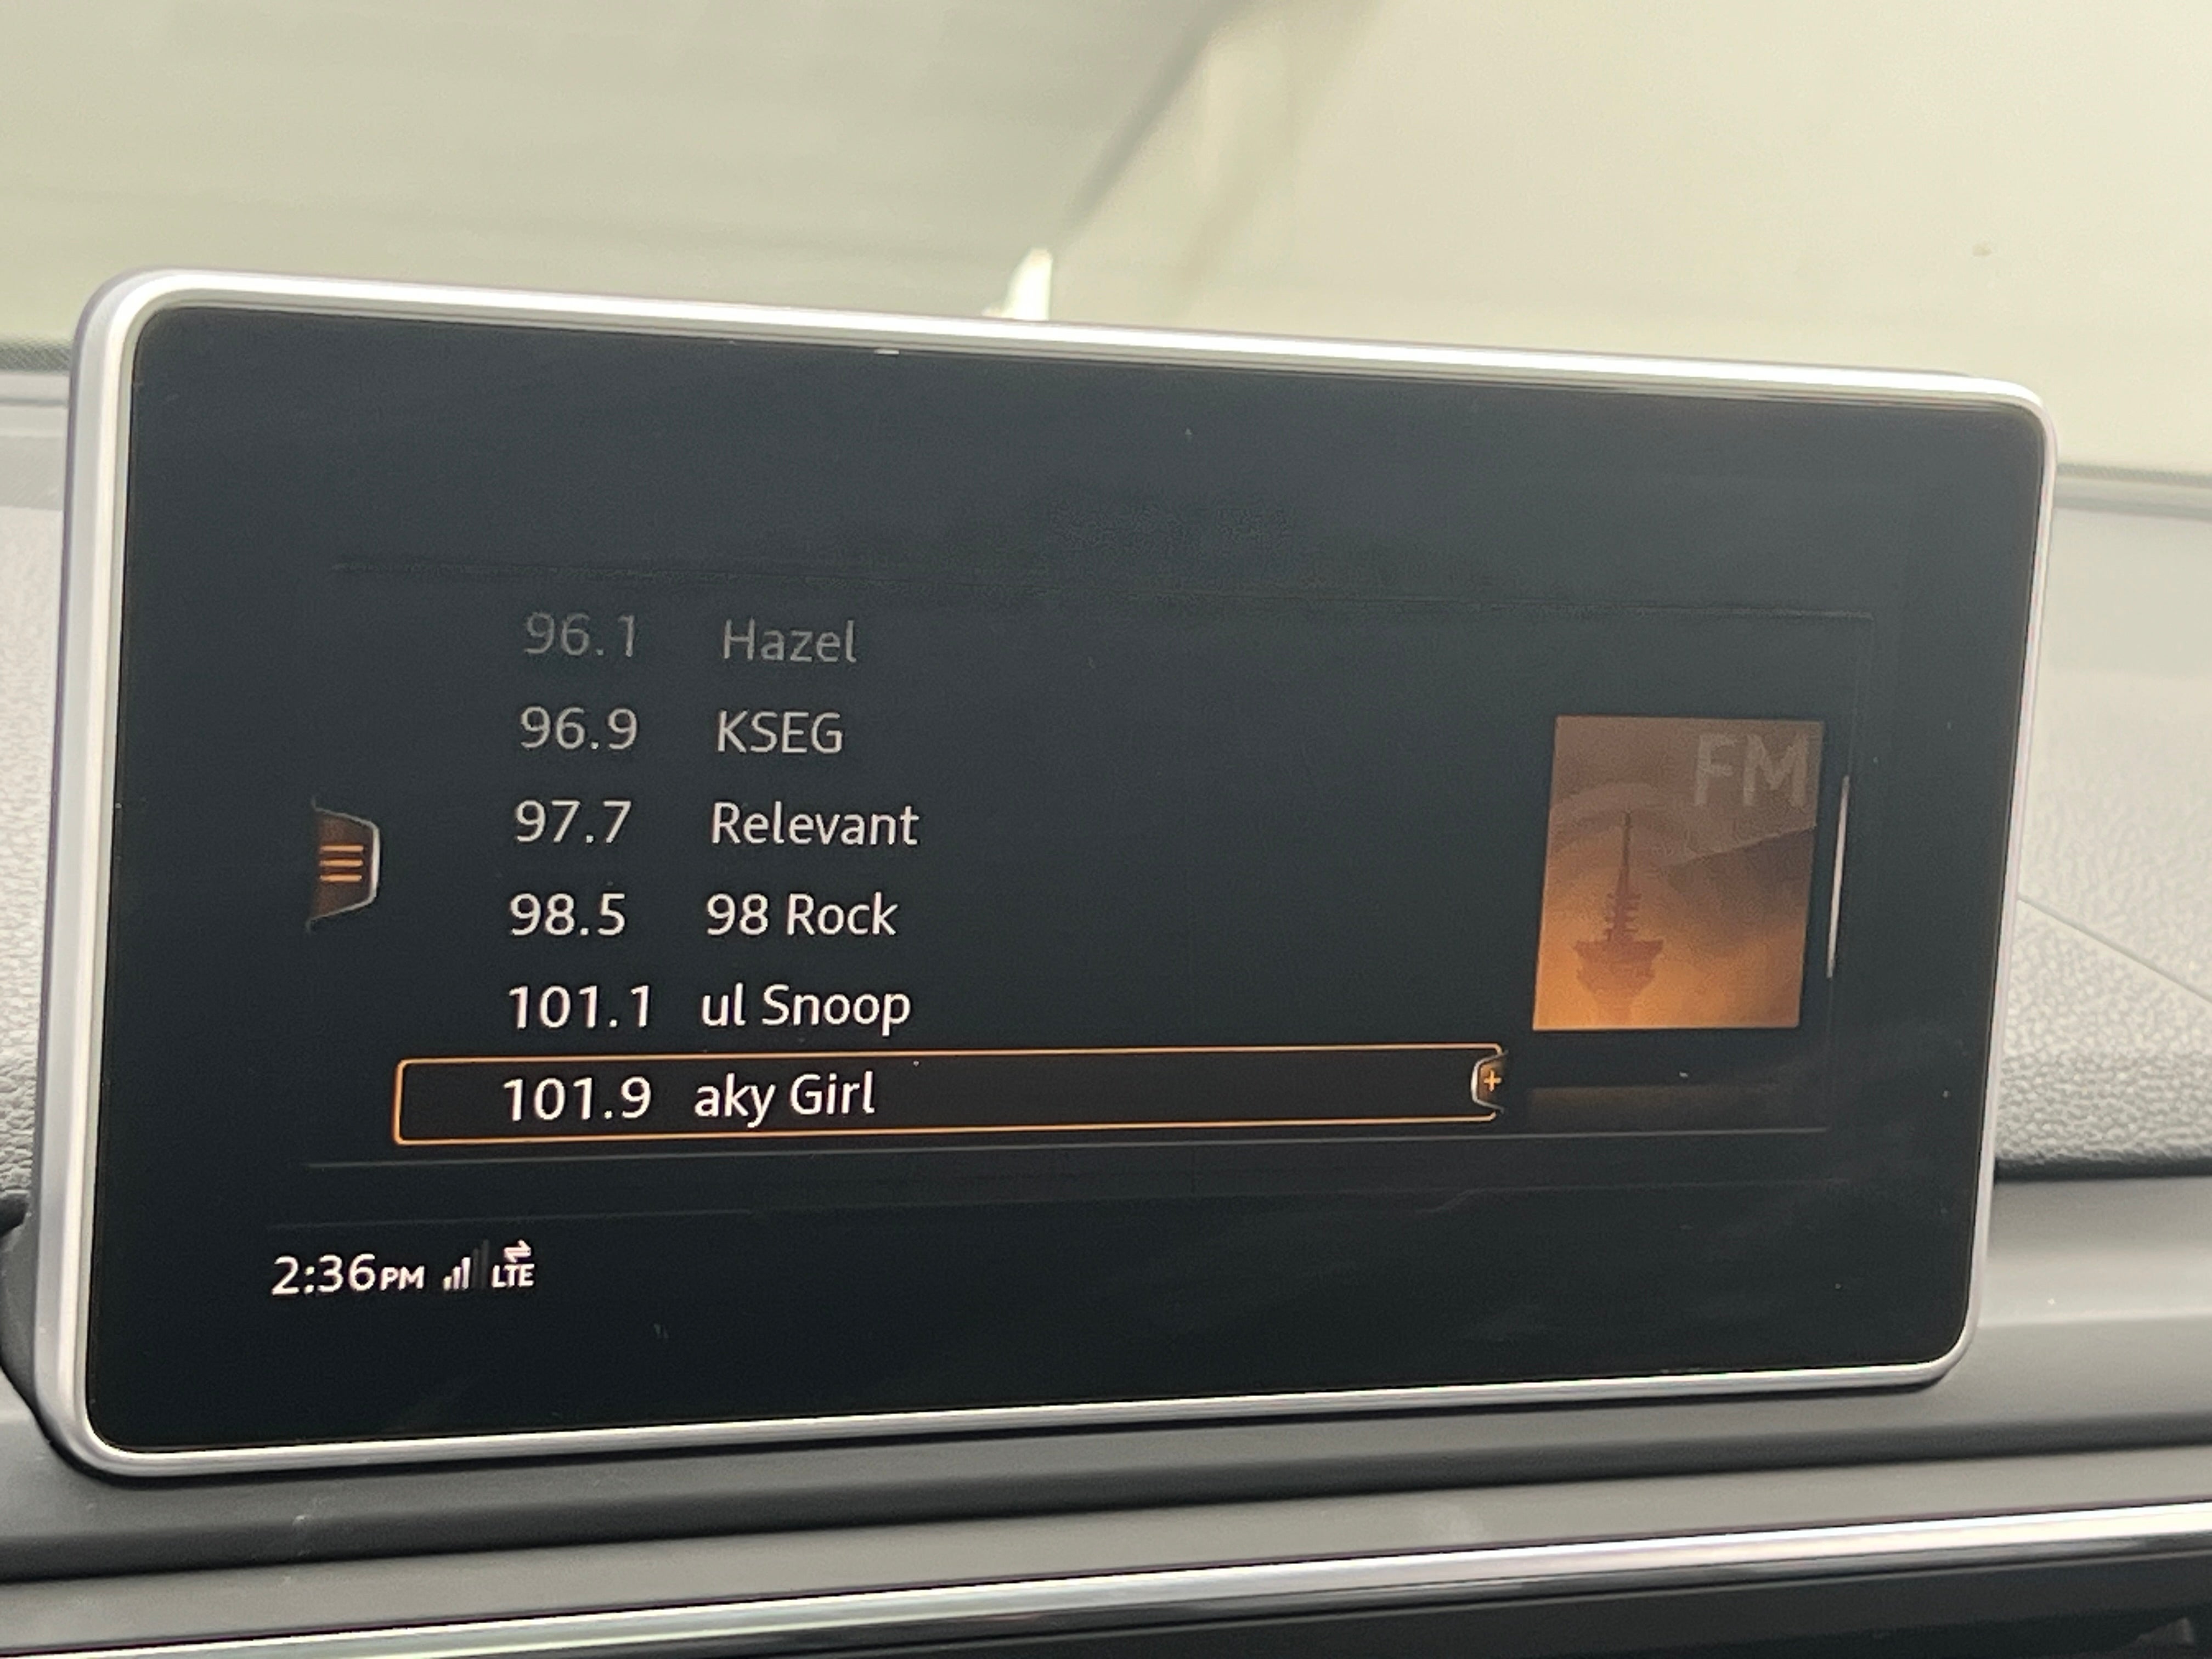 96.1 Hazel
96.9 KSEG
97.7 Relevant
98.5 98 Rock
101.1 ul Snoop
101.9 aky Girl
FM
2:36PM LTE